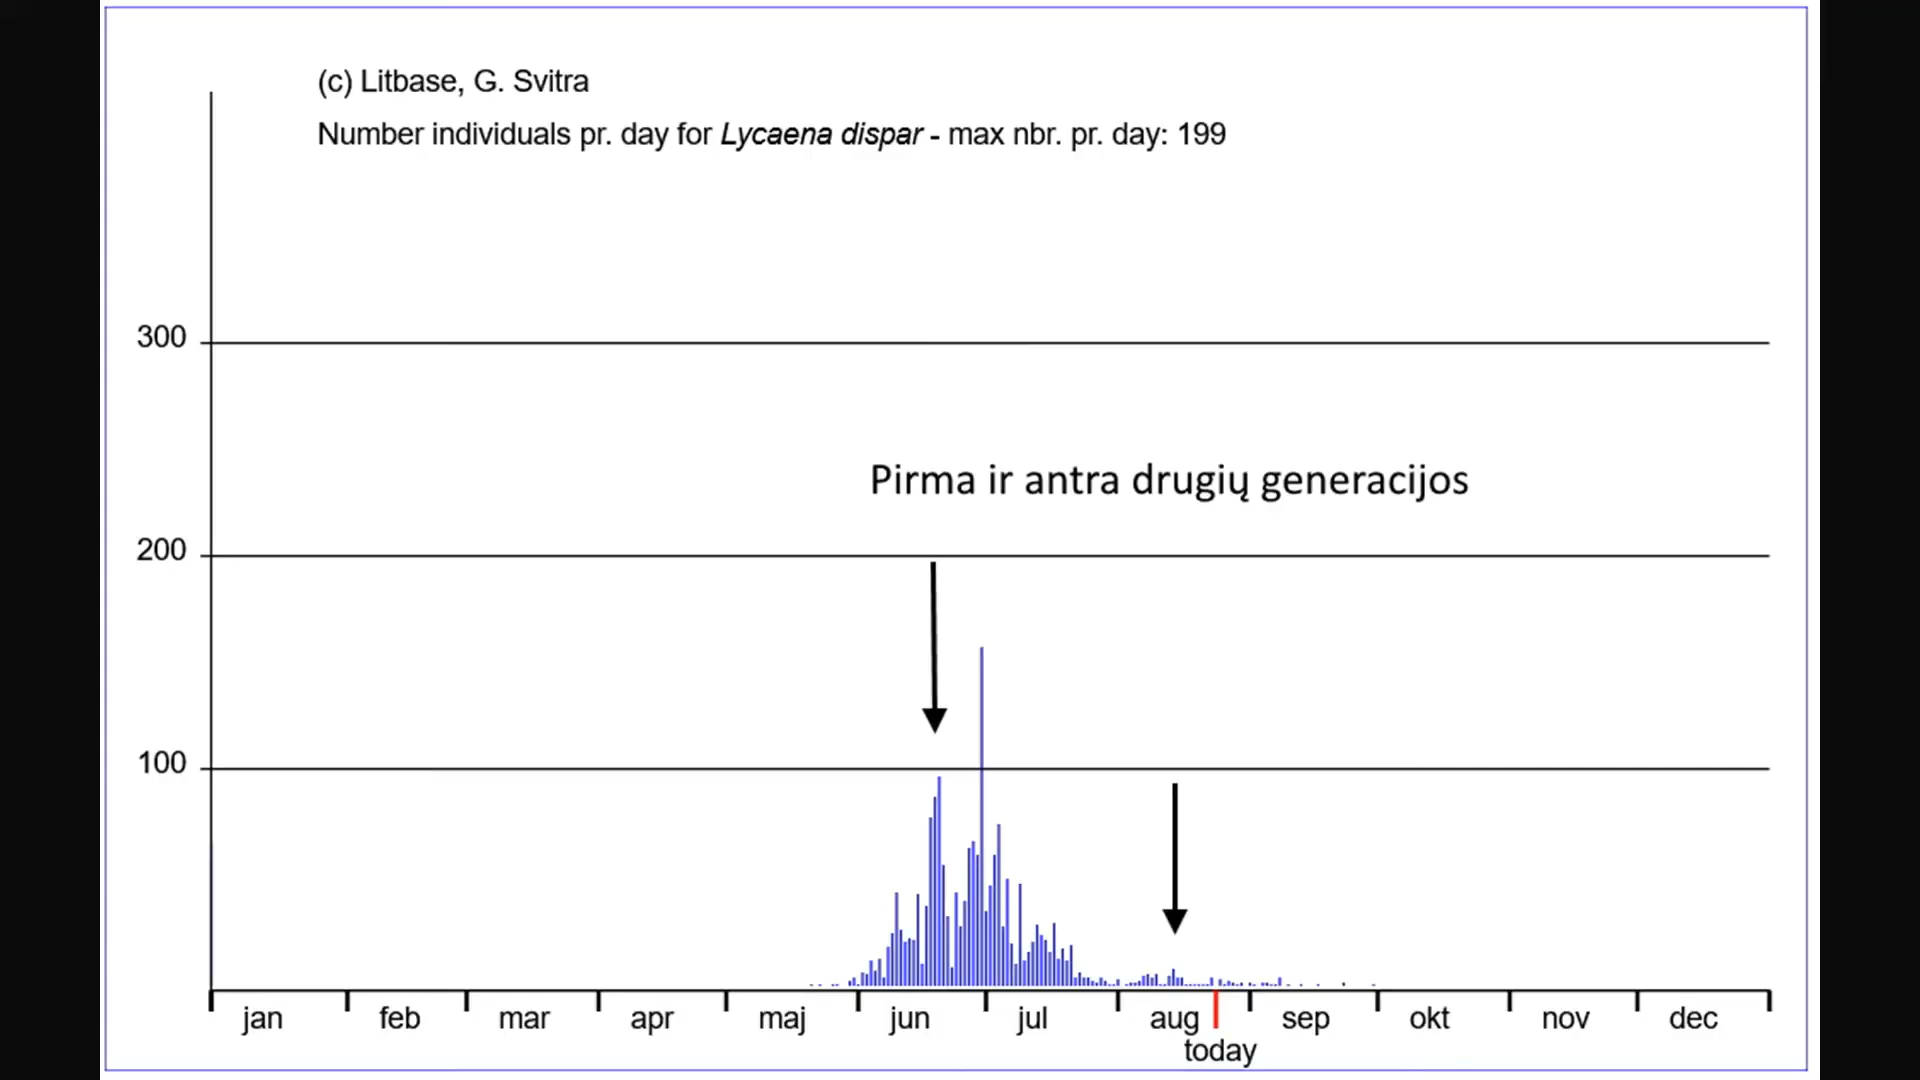 (c) Litbase, G. Svitra
Number individuals pr. day for Lycaena dispar - max nbr. pr. day: 199
300
Pirma ir antra drugių generacijos
200
100
jan feb mar apr maj jun jul aug sep okt nov dec
today